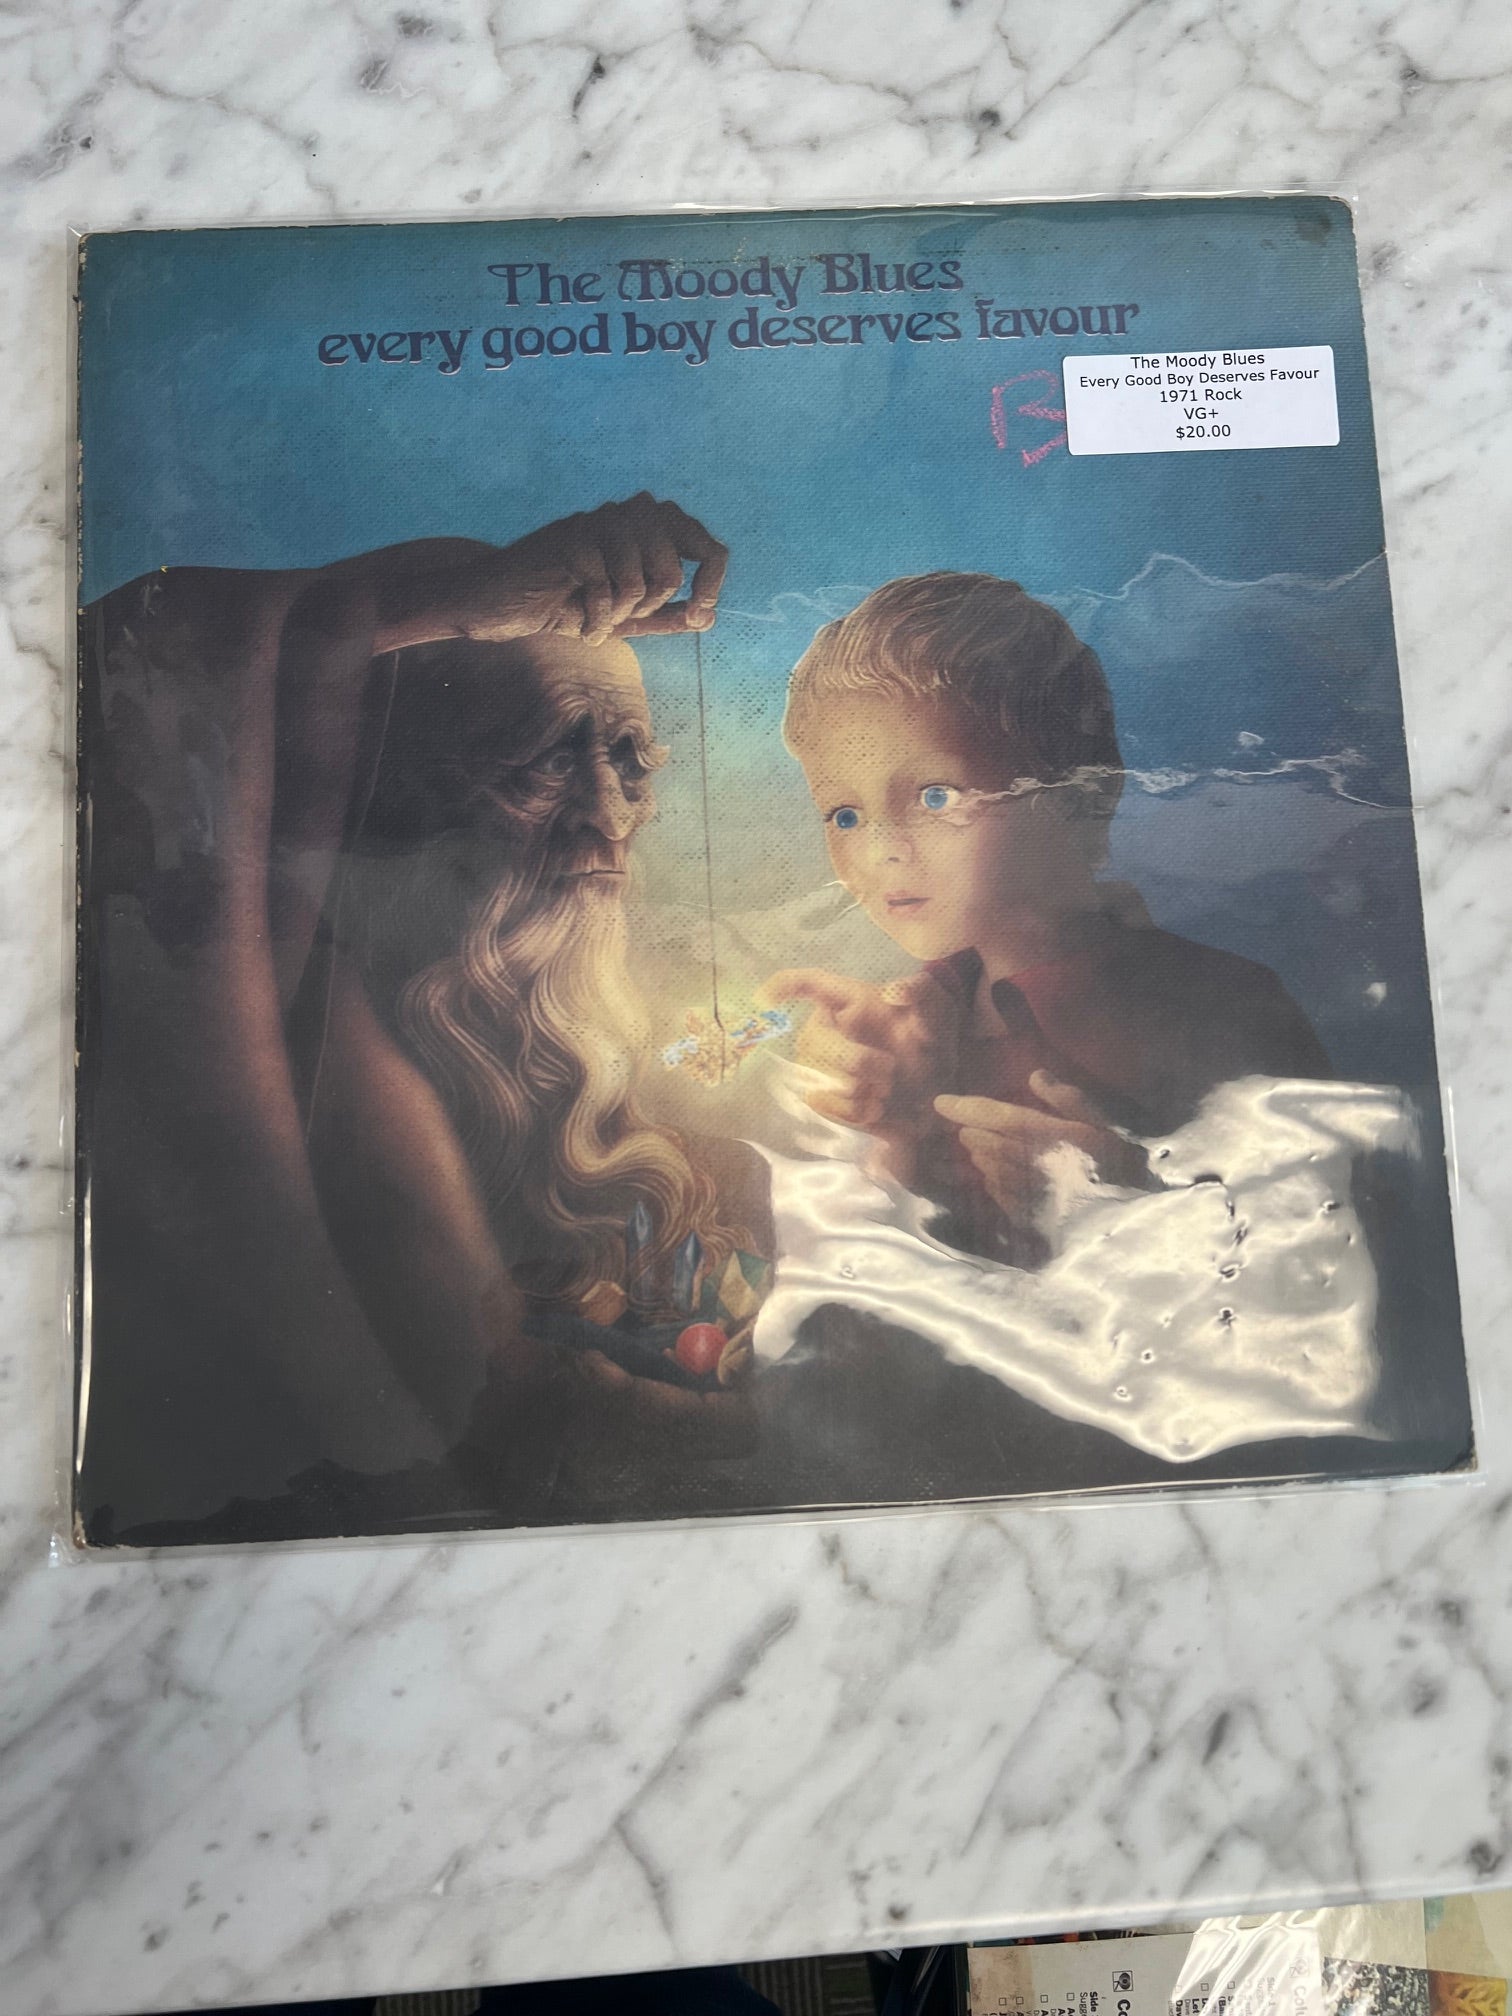 The Moody Blues
every good boy deserves favour
The Moody Blues
Every Good Boy Deserves Favour
1971 Rock
VG+
$20.00
B
Side